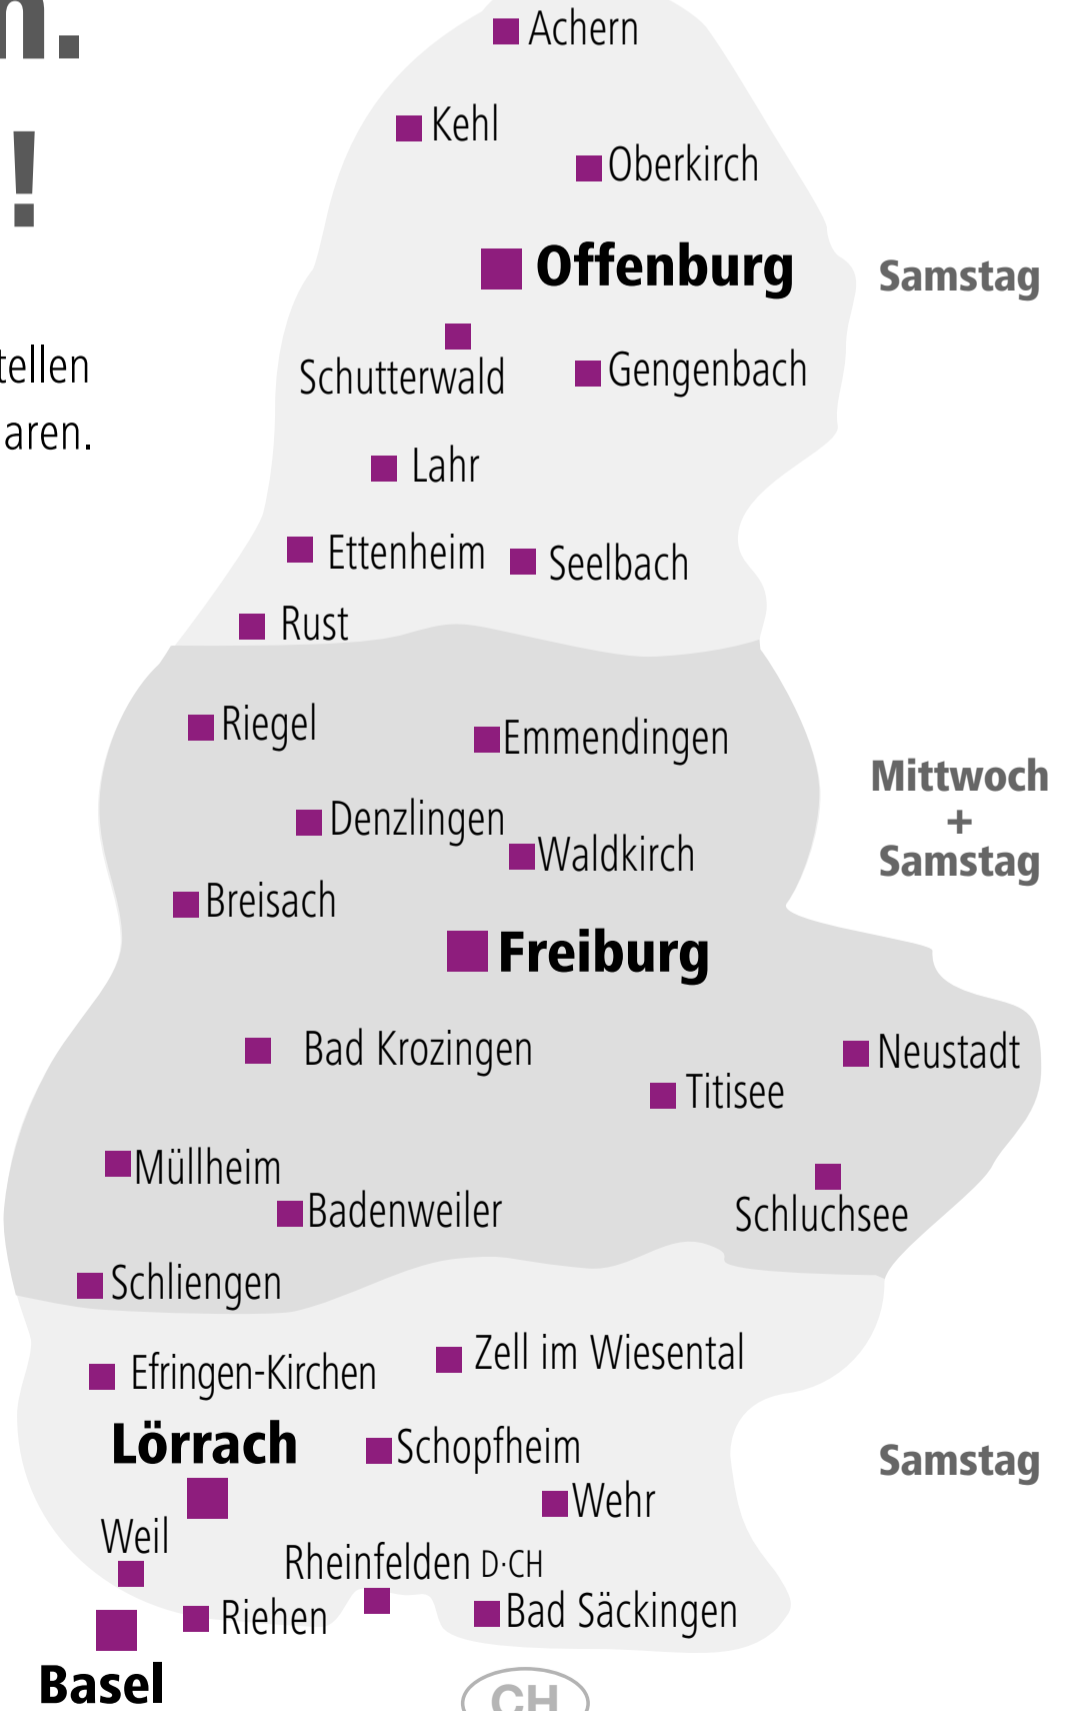 n.
!
tellen
aren.
Achern
Kehl
Oberkirch
Offenburg
Samstag
Schutterwald
Gengenbach
Lahr
Ettenheim
Seelbach
Rust
Riegel
Emmendingen
Mittwoch
+
Samstag
Denzlingen
Waldkirch
Breisach
Freiburg
Bad Krozingen
Neustadt
Titisee
Müllheim
Badenweiler
Schluchsee
Schliengen
Zell im Wiesental
Efringen-Kirchen
Lörrach
Schopfheim
Samstag
Wehr
Weil
Rheinfelden D·CH
Riehen
Bad Säckingen
Basel
CH